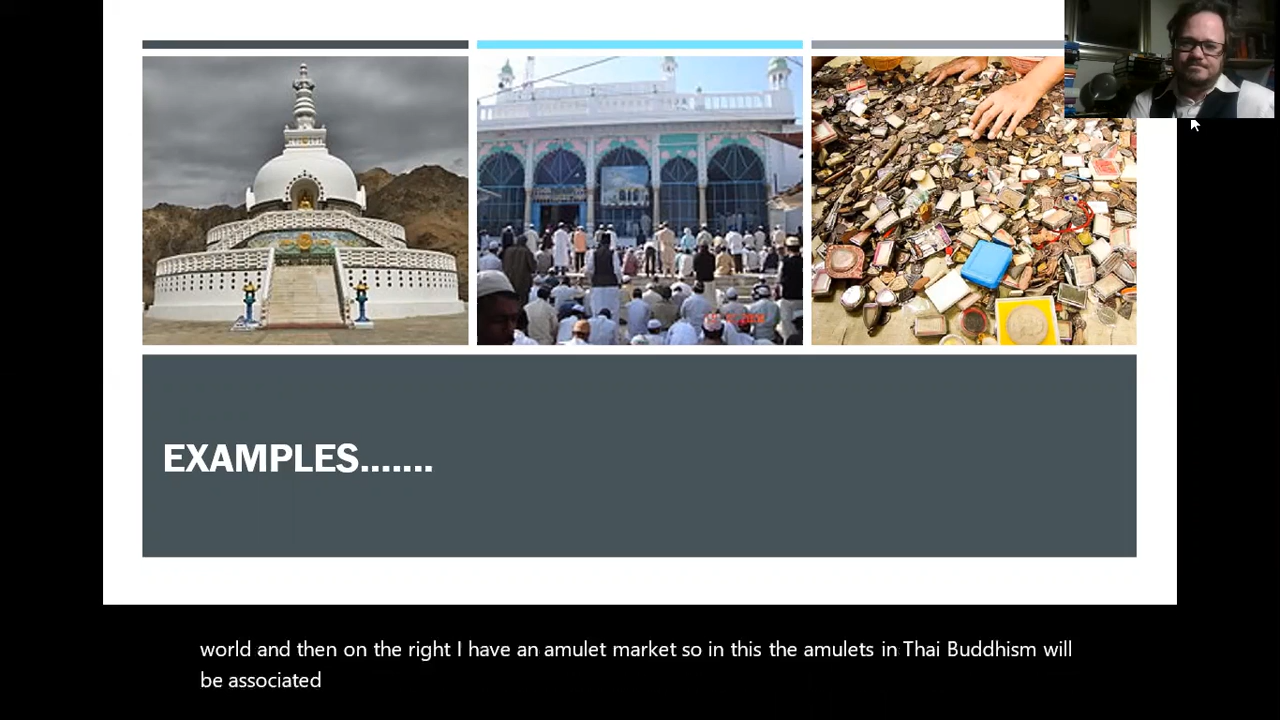 EXAMPLES.......
world and then on the right I have an amulet market so in this the amulets in Thai Buddhism will
be associated